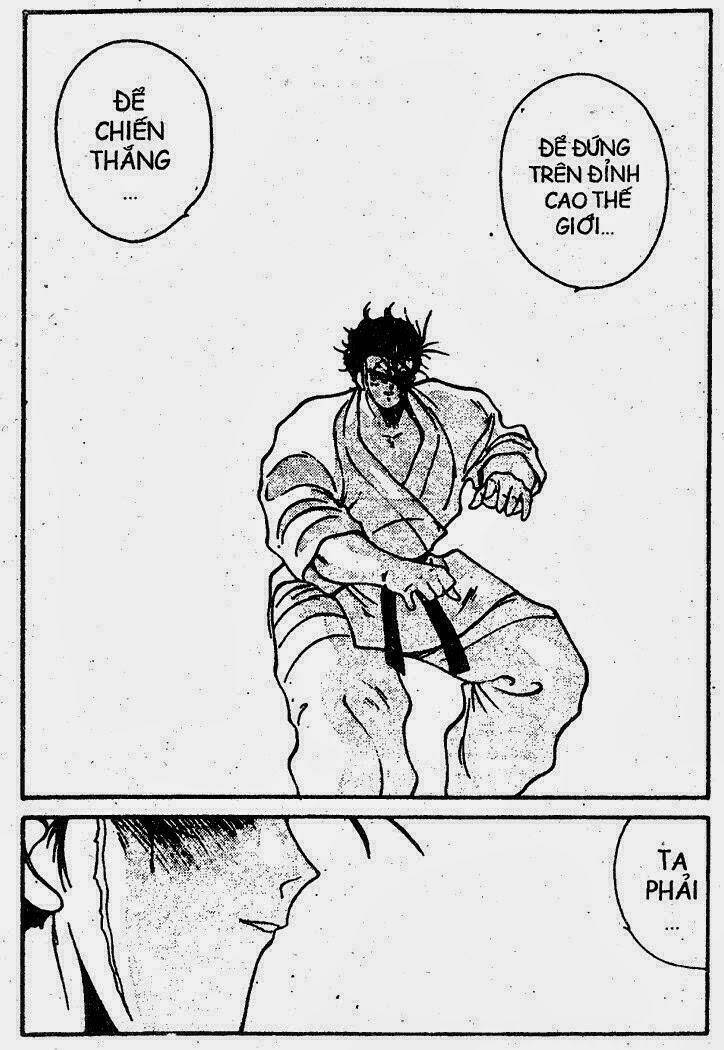 ĐỂ ĐỨNG
TRÊN ĐỈNH
CAO THẾ
GIỚI...
ĐỂ
CHIẾN
THẮNG
...
TA
PHẢI
...